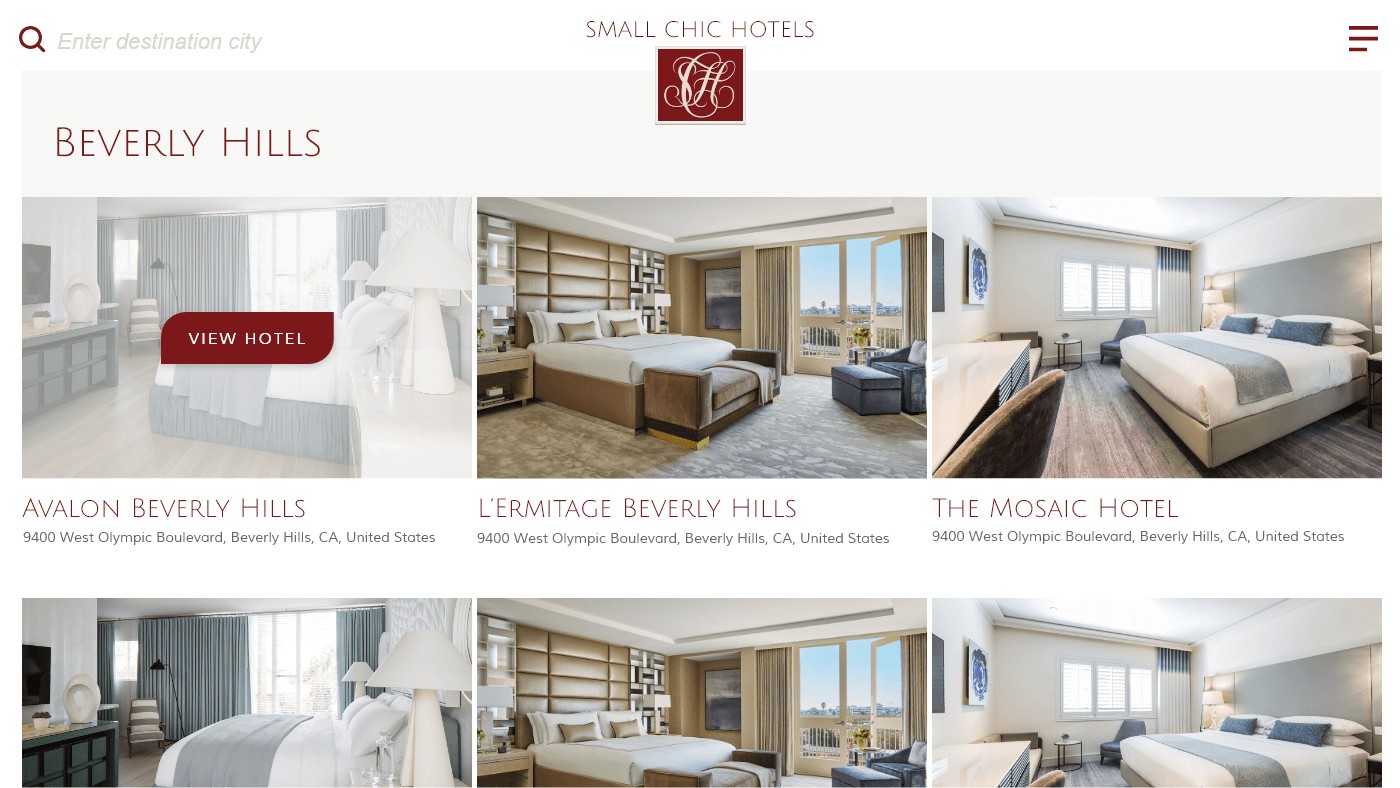 Enter destination city
SMALL CHIC HOTELS
BEVERLY HILLS
VIEW HOTEL
AVALON BEVERLY HILLS
9400 West Olympic Boulevard, Beverly Hills, CA, United States
L'ERMITAGE BEVERLY HILLS
9400 West Olympic Boulevard, Beverly Hills, CA, United States
THE MOSAIC HOTEL
9400 West Olympic Boulevard, Beverly Hills, CA, United States